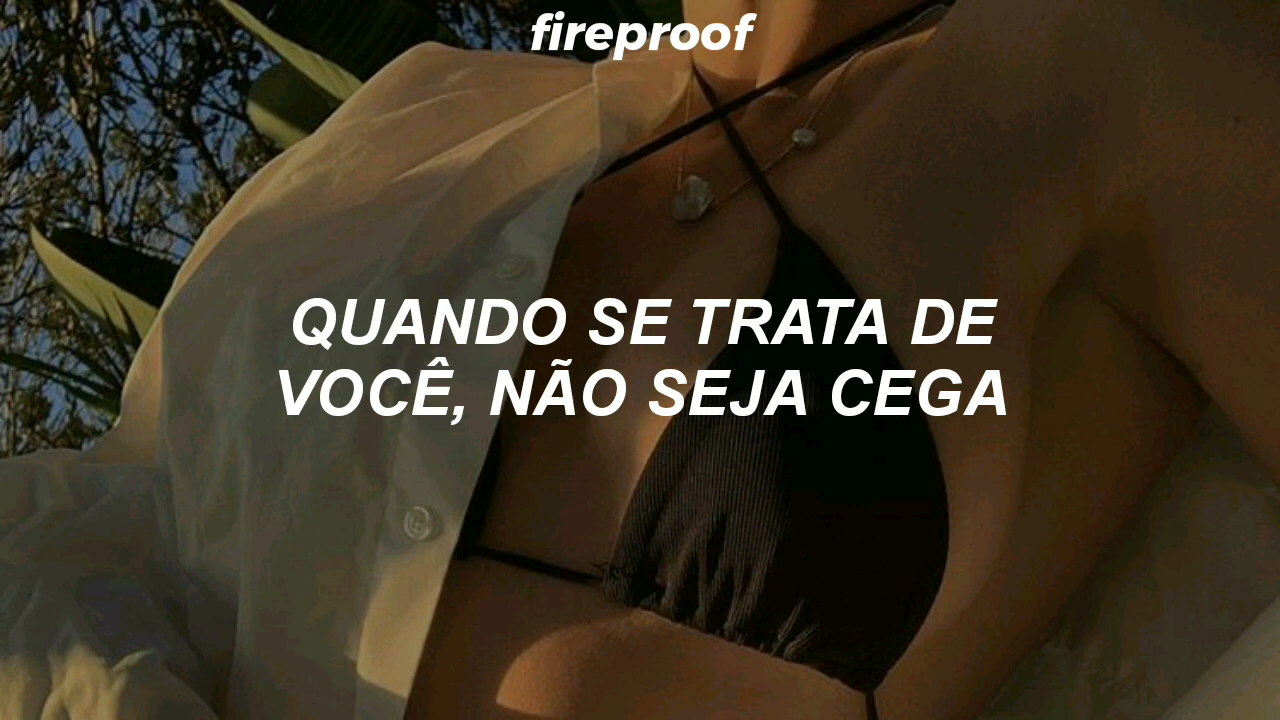 fireproof
QUANDO SE TRATA DE
VOCÊ, NÃO SEJA CEGA